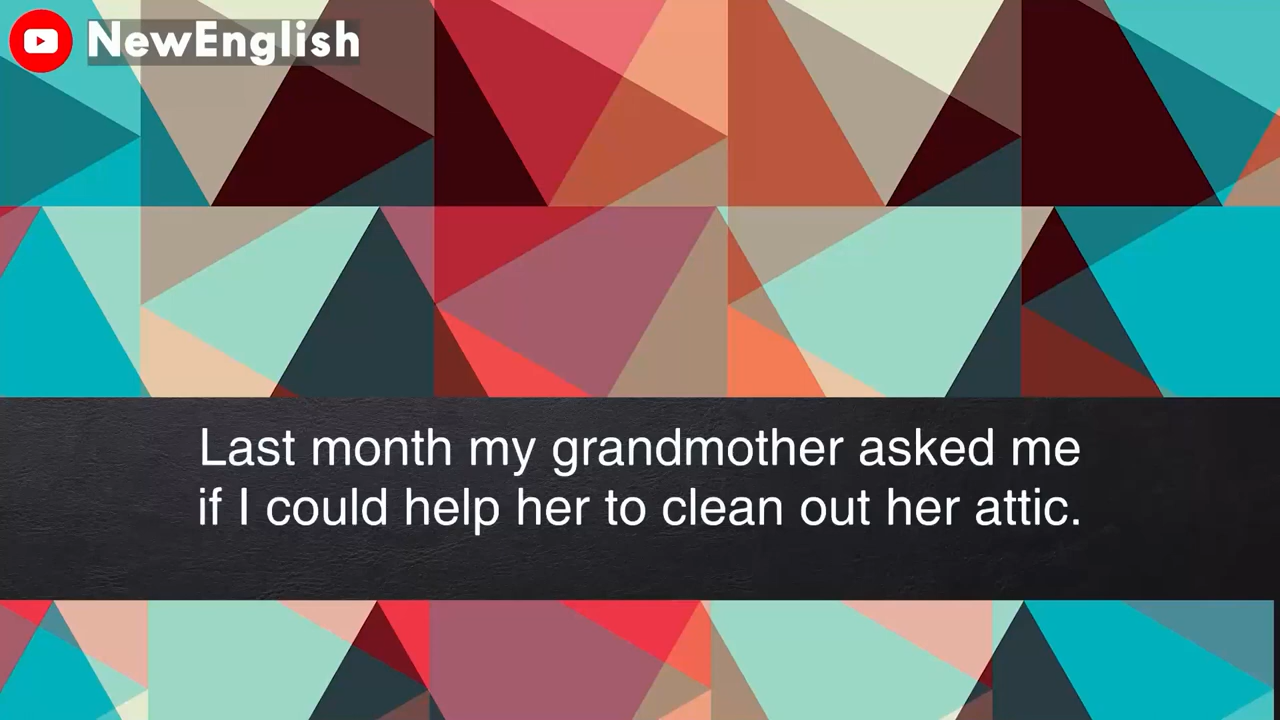 NewEnglish
Last month my grandmother asked me
if I could help her to clean out her attic.